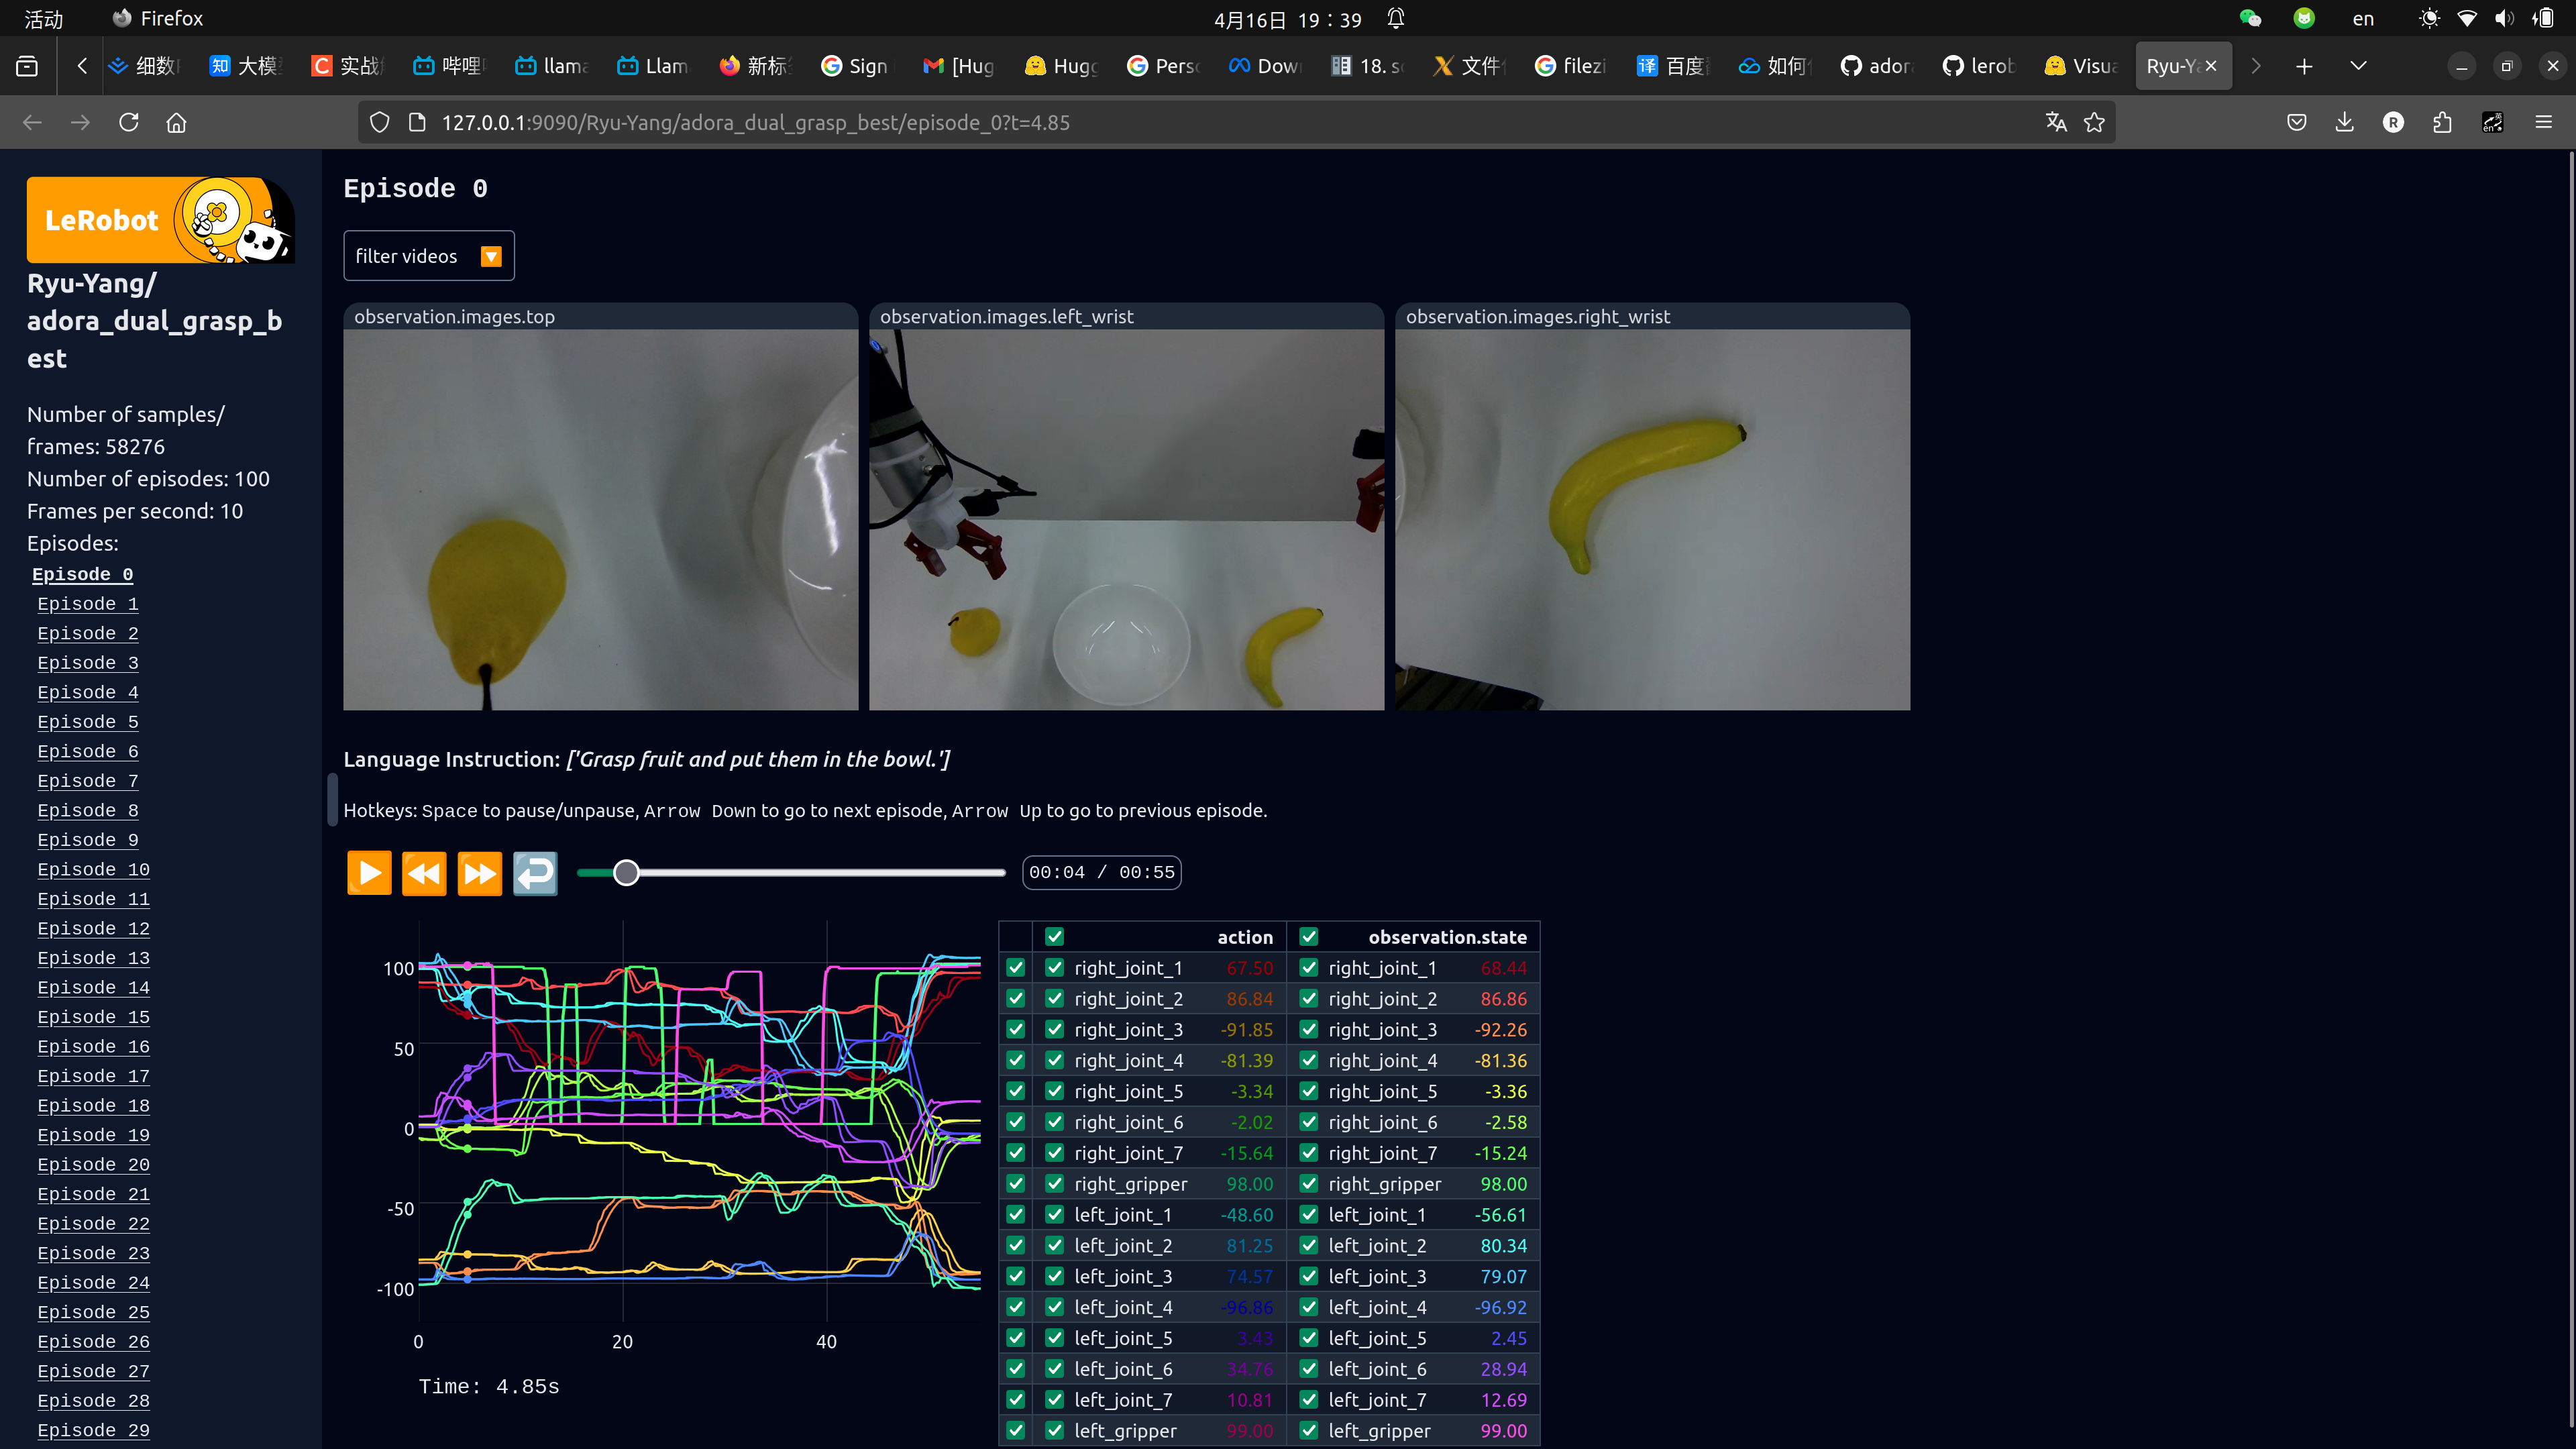 活动
Firefox
4月16日 19：39
en
细数
大模
实战
哔哩
llama
Llam
新标
Sign
[Hug
Hugg
Perso
Dow
18. s
文件
filezi
百度
如何
adora
lerob
Visua
Ryu-Ya
127.0.0.1:9090/Ryu-Yang/adora_dual_grasp_best/episode_0?t=4.85
LeRobot
Ryu-Yang/
adora_dual_grasp_b
est
Number of samples/
frames: 58276
Number of episodes: 100
Frames per second: 10
Episodes:
Episode 0
Episode 1
Episode 2
Episode 3
Episode 4
Episode 5
Episode 6
Episode 7
Episode 8
Episode 9
Episode 10
Episode 11
Episode 12
Episode 13
Episode 14
Episode 15
Episode 16
Episode 17
Episode 18
Episode 19
Episode 20
Episode 21
Episode 22
Episode 23
Episode 24
Episode 25
Episode 26
Episode 27
Episode 28
Episode 29
Episode 0
filter videos
observation.images.top
observation.images.left_wrist
observation.images.right_wrist
Language Instruction: ['Grasp fruit and put them in the bowl.']
Hotkeys: Space to pause/unpause, Arrow Down to go to next episode, Arrow Up to go to previous episode.
00:04 / 00:55
100
50
0
-50
-100
0 20 40
Time: 4.85s
action observation.state
right_joint_1 67.50 right_joint_1 68.44
right_joint_2 86.84 right_joint_2 86.86
right_joint_3 -91.85 right_joint_3 -92.26
right_joint_4 -81.39 right_joint_4 -81.36
right_joint_5 -3.34 right_joint_5 -3.36
right_joint_6 -2.02 right_joint_6 -2.58
right_joint_7 -15.64 right_joint_7 -15.24
right_gripper 98.00 right_gripper 98.00
left_joint_1 -48.60 left_joint_1 -56.61
left_joint_2 81.25 left_joint_2 80.34
left_joint_3 74.57 left_joint_3 79.07
left_joint_4 -96.86 left_joint_4 -96.92
left_joint_5 3.43 left_joint_5 2.45
left_joint_6 34.76 left_joint_6 28.94
left_joint_7 10.81 left_joint_7 12.69
left_gripper 99.00 left_gripper 99.00